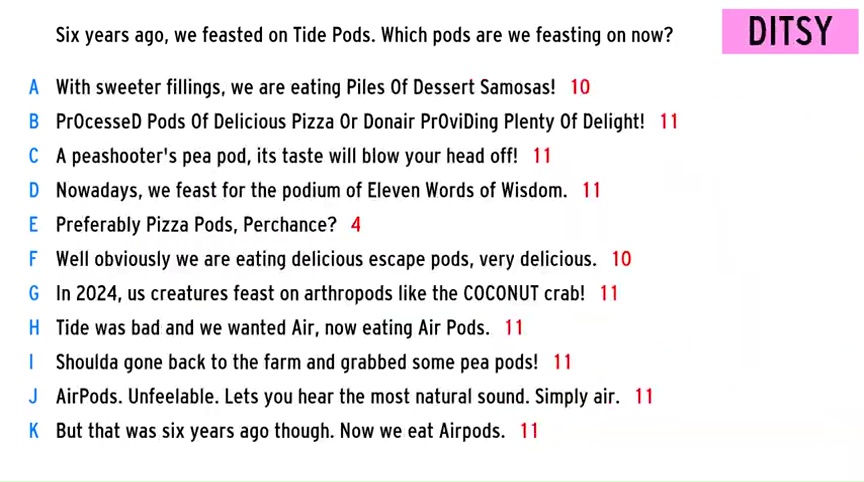 Six years ago, we feasted on Tide Pods. Which pods are we feasting on now?
DITSY
A With sweeter fillings, we are eating Piles Of Dessert Samosas! 10
B PrOcesseD Pods Of Delicious Pizza Or Donair PrOviDing Plenty Of Delight! 11
C A peashooter's pea pod, its taste will blow your head off! 11
D Nowadays, we feast for the podium of Eleven Words of Wisdom. 11
E Preferably Pizza Pods, Perchance? 4
F Well obviously we are eating delicious escape pods, very delicious. 10
G In 2024, us creatures feast on arthropods like the COCONUT crab! 11
H Tide was bad and we wanted Air, now eating Air Pods. 11
I Shoulda gone back to the farm and grabbed some pea pods! 11
J AirPods. Unfeelable. Lets you hear the most natural sound. Simply air. 11
K But that was six years ago though. Now we eat Airpods. 11